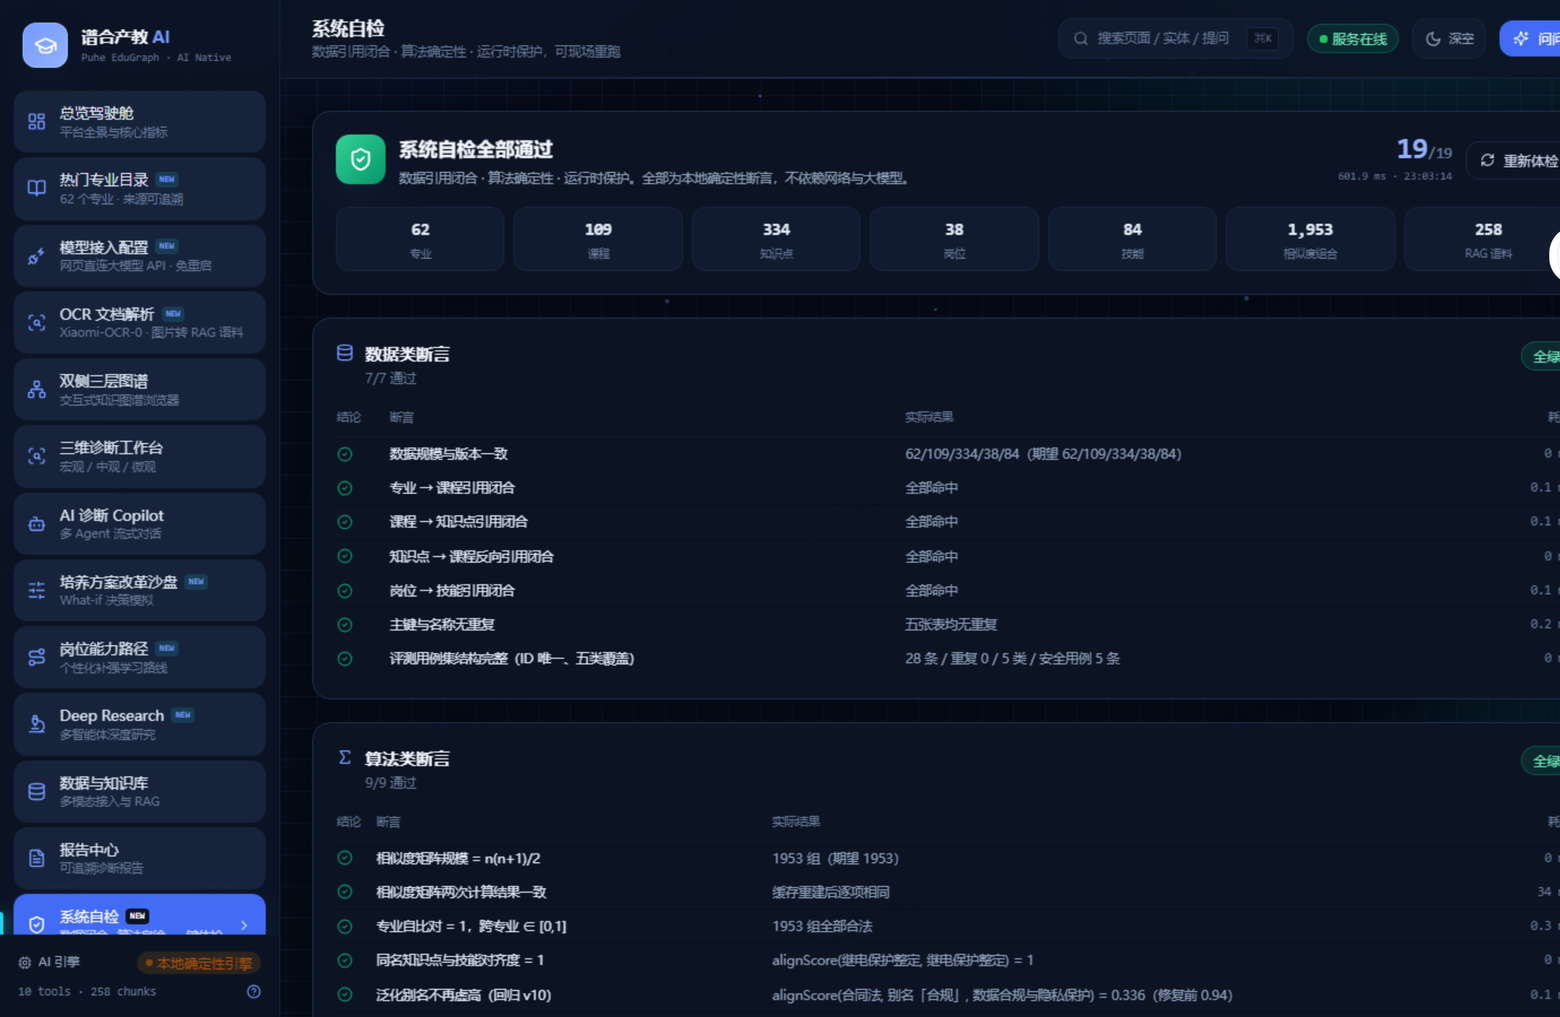 谱合产教 AI
Puhe EduGraph · AI Native
总览驾驶舱
平台全景与核心指标
热门专业目录 NEW
62 个专业 · 来源可追溯
模型接入配置 NEW
网页直连大模型 API · 免重启
OCR 文档解析 NEW
Xiaomi-OCR-0 · 图片转 RAG 语料
双侧三层图谱
交互式知识图谱浏览器
三维诊断工作台
宏观 / 中观 / 微观
AI 诊断 Copilot
多 Agent 流式对话
培养方案改革沙盘 NEW
What-if 决策模拟
岗位能力路径 NEW
个性化补强学习路线
Deep Research NEW
多智能体深度研究
数据与知识库
多模态接入与 RAG
报告中心
可追溯诊断报告
系统自检 NEW
AI 引擎
本地确定性引擎
10 tools · 258 chunks
系统自检
数据引用闭合 · 算法确定性 · 运行时保护，可现场重跑
搜索页面 / 实体 / 提问 ⌘K
服务在线
深空
系统自检全部通过
数据引用闭合 · 算法确定性 · 运行时保护。全部为本地确定性断言，不依赖网络与大模型。
19/19
601.9 ms · 23:03:14
重新体检
62 109 334 38 84 1,953 258
专业 课程 知识点 岗位 技能 相似度组合 RAG 语料
数据类断言
7/7 通过
全绿
结论 断言 实际结果 耗
数据规模与版本一致 62/109/334/38/84（期望 62/109/334/38/84） 0
专业 → 课程引用闭合 全部命中 0.1
课程 → 知识点引用闭合 全部命中 0.1
知识点 → 课程反向引用闭合 全部命中 0
岗位 → 技能引用闭合 全部命中 0.1
主键与名称无重复 五张表均无重复 0.2
评测用例集结构完整（ID 唯一、五类覆盖） 28 条 / 重复 0 / 5 类 / 安全用例 5 条 0
算法类断言
9/9 通过
全绿
结论 断言 实际结果 耗
相似度矩阵规模 = n(n+1)/2 1953 组（期望 1953） 0
相似度矩阵两次计算结果一致 缓存重建后逐项相同 34
专业自比对 = 1，跨专业 ∈ [0,1] 1953 组全部合法 0.3
同名知识点与技能对齐度 = 1 alignScore(继电保护整定, 继电保护整定) = 1 0
泛化别名不再虚高（回归 v10） alignScore(合同法, 别名「合规」, 数据合规与隐私保护) = 0.336（修复前 0.94） 0.1